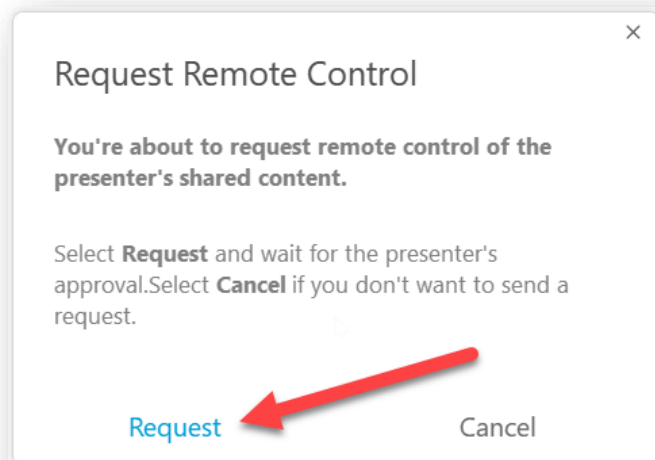 Request Remote Control
You're about to request remote control of the
presenter's shared content.
Select Request and wait for the presenter's
approval.Select Cancel if you don't want to send a
request.
Request Cancel